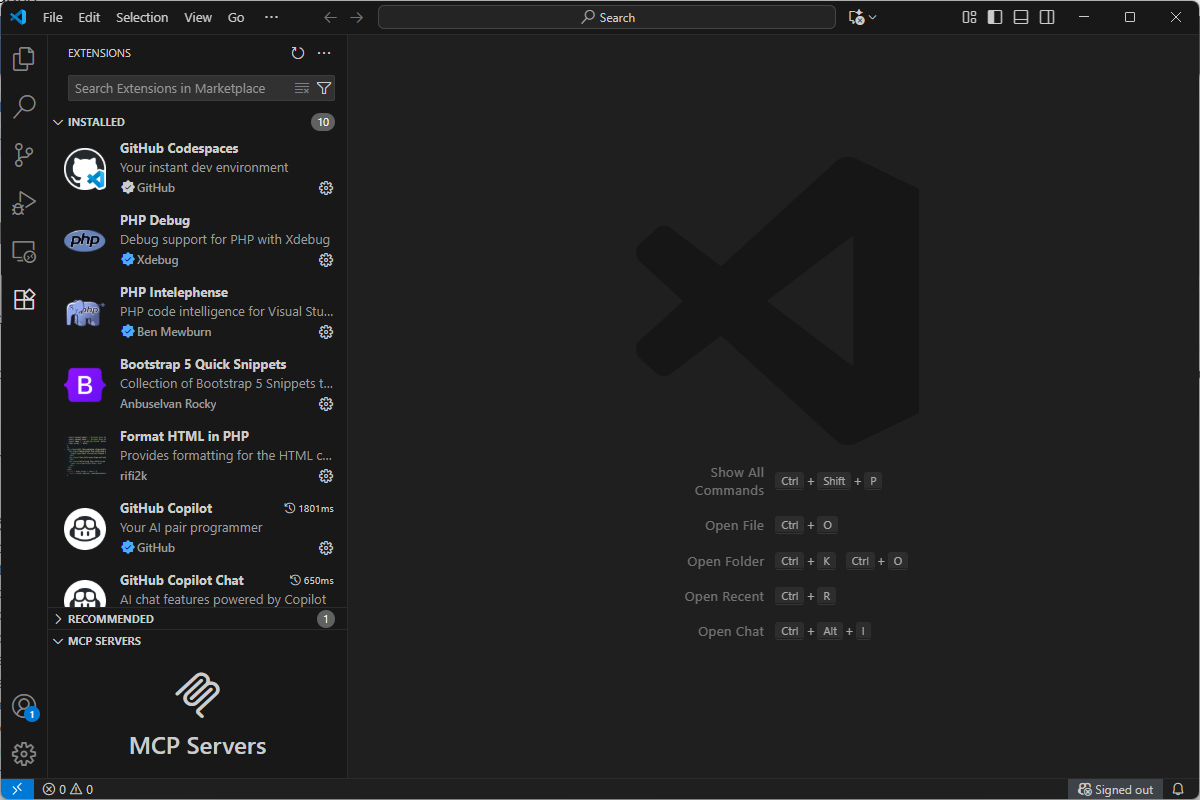 File Edit Selection View Go ···
Search
EXTENSIONS
Search Extensions in Marketplace
INSTALLED 10
GitHub Codespaces
Your instant dev environment
GitHub
php
PHP Debug
Debug support for PHP with Xdebug
Xdebug
php
PHP Intelephense
PHP code intelligence for Visual Stu...
Ben Mewburn
B
Bootstrap 5 Quick Snippets
Collection of Bootstrap 5 Snippets t...
Anbuselvan Rocky
Format HTML in PHP
Provides formatting for the HTML c...
rifi2k
GitHub Copilot 1801ms
Your AI pair programmer
GitHub
GitHub Copilot Chat 650ms
AI chat features powered by Copilot
RECOMMENDED 1
MCP SERVERS
MCP Servers
Show All
Commands Ctrl + Shift + P
Open File Ctrl + O
Open Folder Ctrl + K Ctrl + O
Open Recent Ctrl + R
Open Chat Ctrl + Alt + I
1
0 0
Signed out